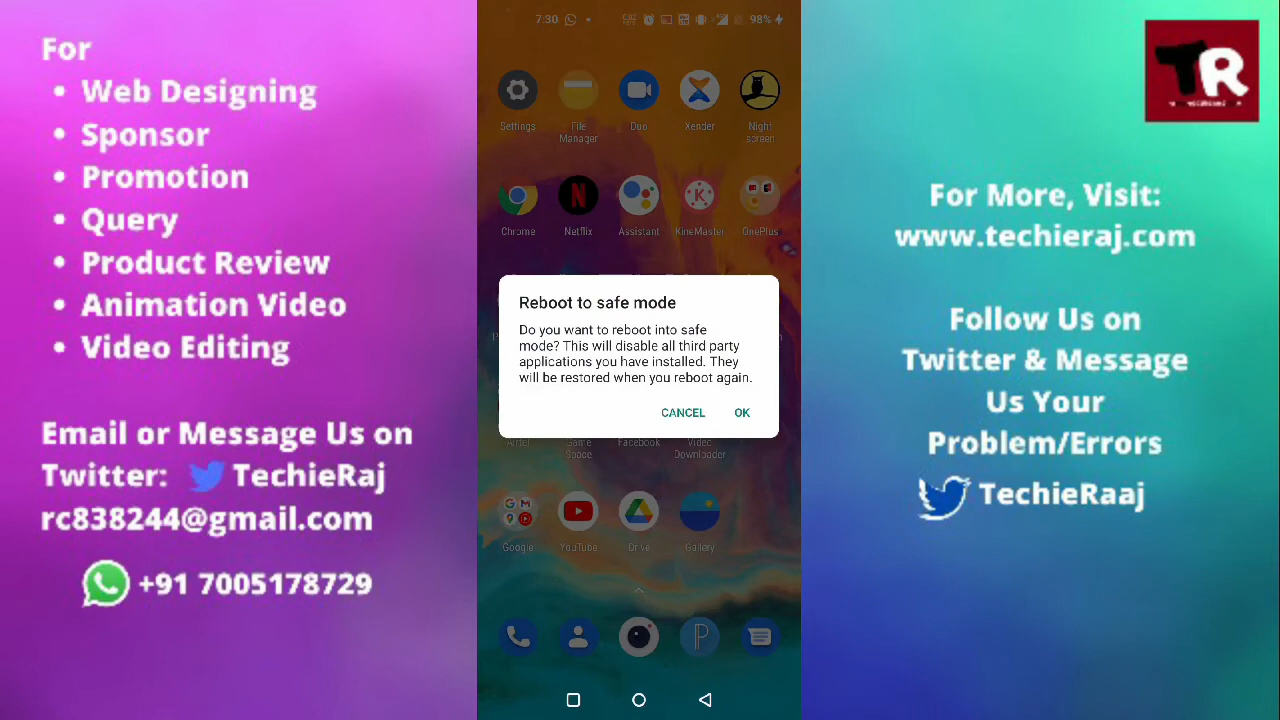 For
• Web Designing
• Sponsor
• Promotion
• Query
• Product Review
• Animation Video
• Video Editing
Email or Message Us on
Twitter: TechieRaj
rc838244@gmail.com
+91 7005178729
7:30
98%
Settings
File
Manager
Duo
Xender
Night
screen
Chrome
Netflix
Assistant
KineMaster
OnePlus
Reboot to safe mode
Do you want to reboot into safe
mode? This will disable all third party
applications you have installed. They
will be restored when you reboot again.
CANCEL OK
Airtel
Game
Space
Facebook
Video
Downloader
Google
YouTube
Drive
Gallery
TR
For More, Visit:
www.techieraj.com
Follow Us on
Twitter & Message
Us Your
Problem/Errors
TechieRaaj